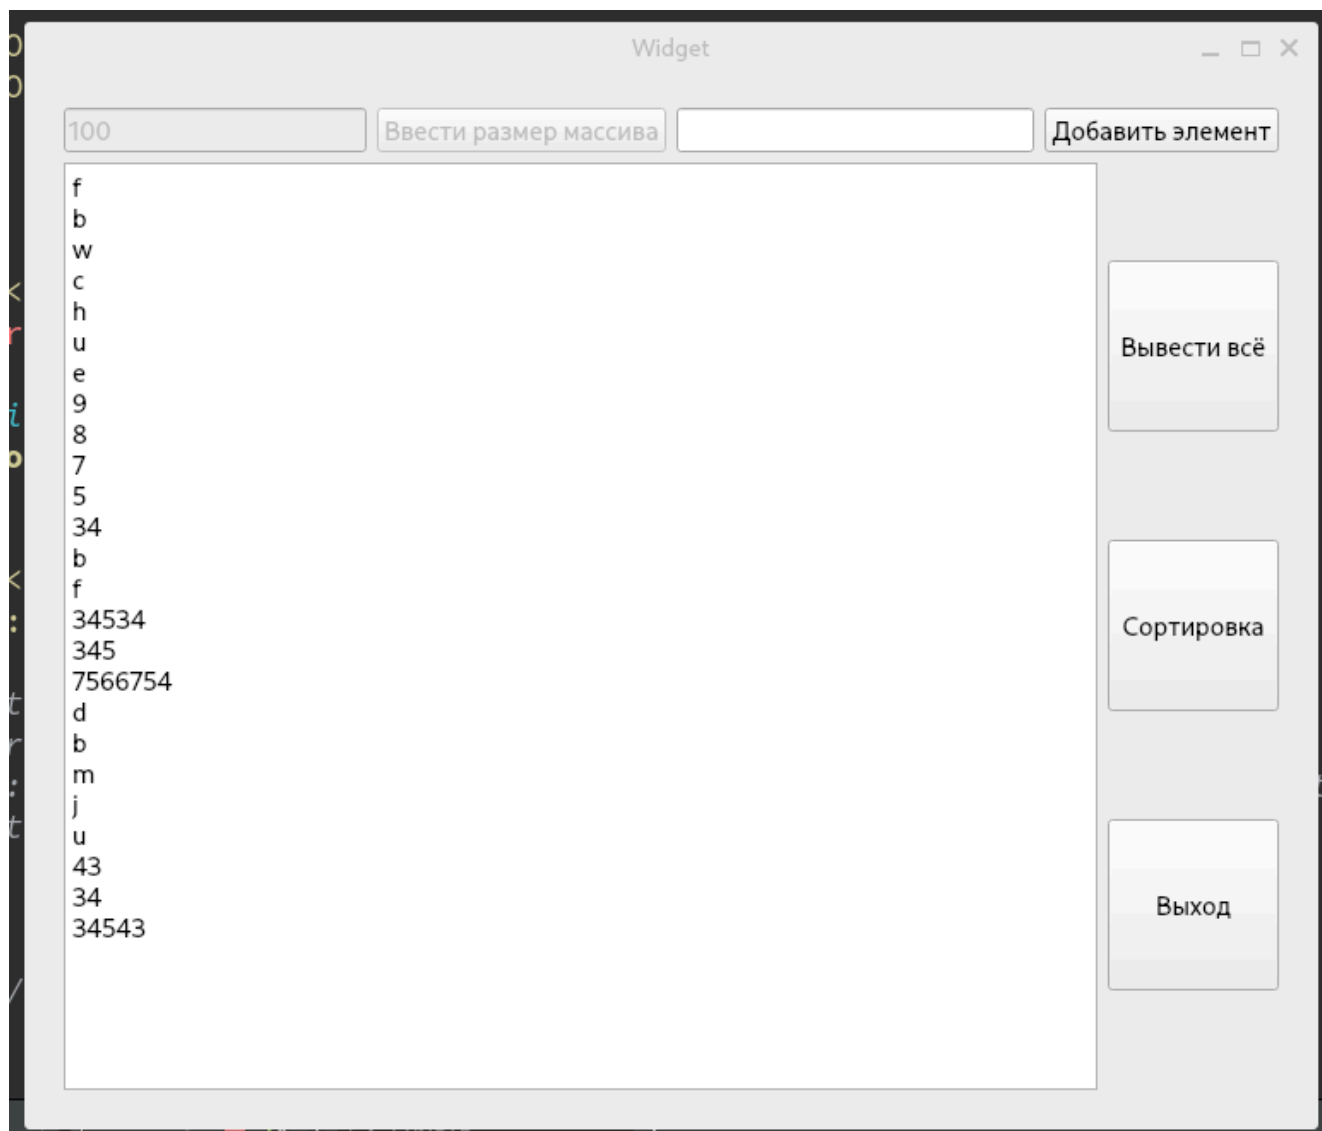 Widget
100
Ввести размер массива
Добавить элемент
f
b
w
c
h
u
e
9
8
7
5
34
b
f
34534
345
7566754
d
b
m
j
u
43
34
34543
Вывести всё
Сортировка
Выход